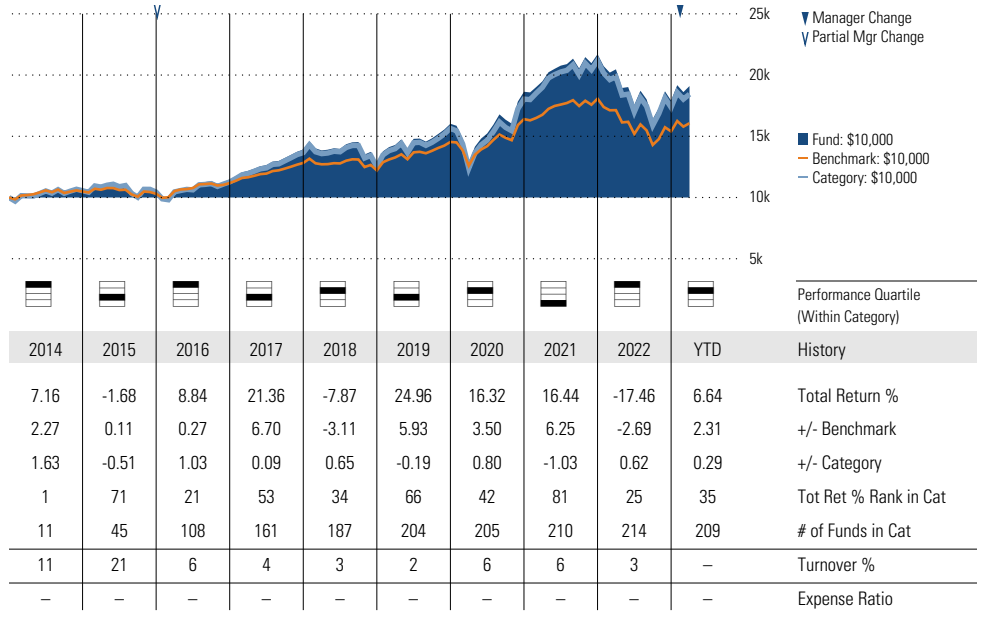 25k
20k
15k
10k
5k
Manager Change
Partial Mgr Change
Fund: $10,000
Benchmark: $10,000
Category: $10,000
Performance Quartile
(Within Category)
2014 2015 2016 2017 2018 2019 2020 2021 2022 YTD History
7.16 -1.68 8.84 21.36 -7.87 24.96 16.32 16.44 -17.46 6.64 Total Return %
2.27 0.11 0.27 6.70 -3.11 5.93 3.50 6.25 -2.69 2.31 +/- Benchmark
1.63 -0.51 1.03 0.09 0.65 -0.19 0.80 -1.03 0.62 0.29 +/- Category
1 71 21 53 34 66 42 81 25 35 Tot Ret % Rank in Cat
11 45 108 161 187 204 205 210 214 209 # of Funds in Cat
11 21 6 4 3 2 6 6 3 – Turnover %
– – – – – – – – – – Expense Ratio